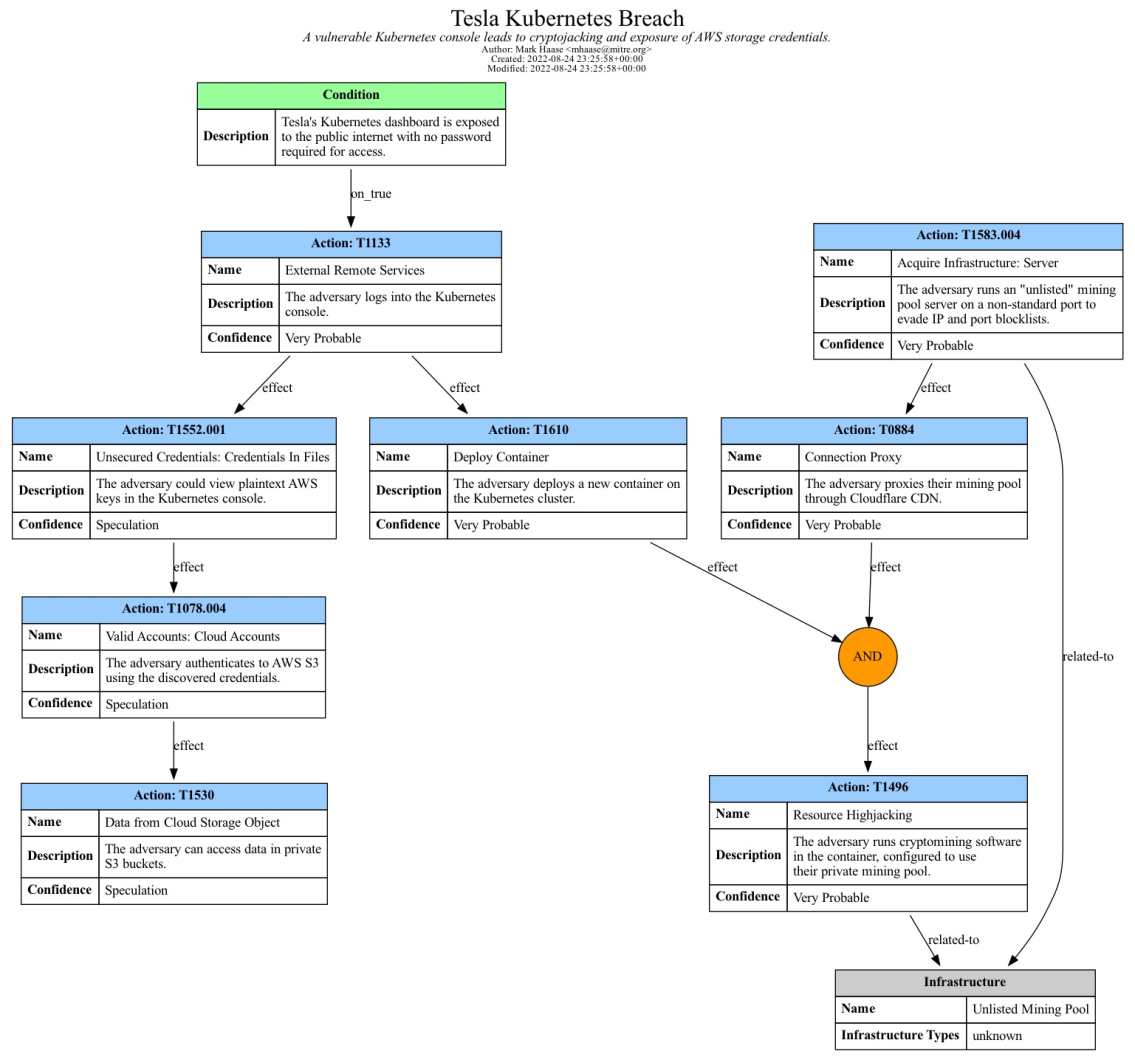 Tesla Kubernetes Breach
A vulnerable Kubernetes console leads to cryptojacking and exposure of AWS storage credentials.
Author: Mark Haase <mhaase@mitre.org>
Created: 2022-08-24 23:25:58+00:00
Modified: 2022-08-24 23:25:58+00:00
Condition
Description
Tesla's Kubernetes dashboard is exposed
to the public internet with no password
required for access.
on_true
Action: T1133
Name
External Remote Services
Description
The adversary logs into the Kubernetes
console.
Confidence
Very Probable
Action: T1583.004
Name
Acquire Infrastructure: Server
Description
The adversary runs an "unlisted" mining
pool server on a non-standard port to
evade IP and port blocklists.
Confidence
Very Probable
effect
effect
effect
Action: T1552.001
Name
Unsecured Credentials: Credentials In Files
Description
The adversary could view plaintext AWS
keys in the Kubernetes console.
Confidence
Speculation
Action: T1610
Name
Deploy Container
Description
The adversary deploys a new container on
the Kubernetes cluster.
Confidence
Very Probable
Action: T0884
Name
Connection Proxy
Description
The adversary proxies their mining pool
through Cloudflare CDN.
Confidence
Very Probable
effect
effect
effect
Action: T1078.004
Name
Valid Accounts: Cloud Accounts
Description
The adversary authenticates to AWS S3
using the discovered credentials.
Confidence
Speculation
AND
related-to
effect
effect
Action: T1530
Name
Data from Cloud Storage Object
Description
The adversary can access data in private
S3 buckets.
Confidence
Speculation
Action: T1496
Name
Resource Highjacking
Description
The adversary runs cryptomining software
in the container, configured to use
their private mining pool.
Confidence
Very Probable
related-to
Infrastructure
Name
Unlisted Mining Pool
Infrastructure Types
unknown